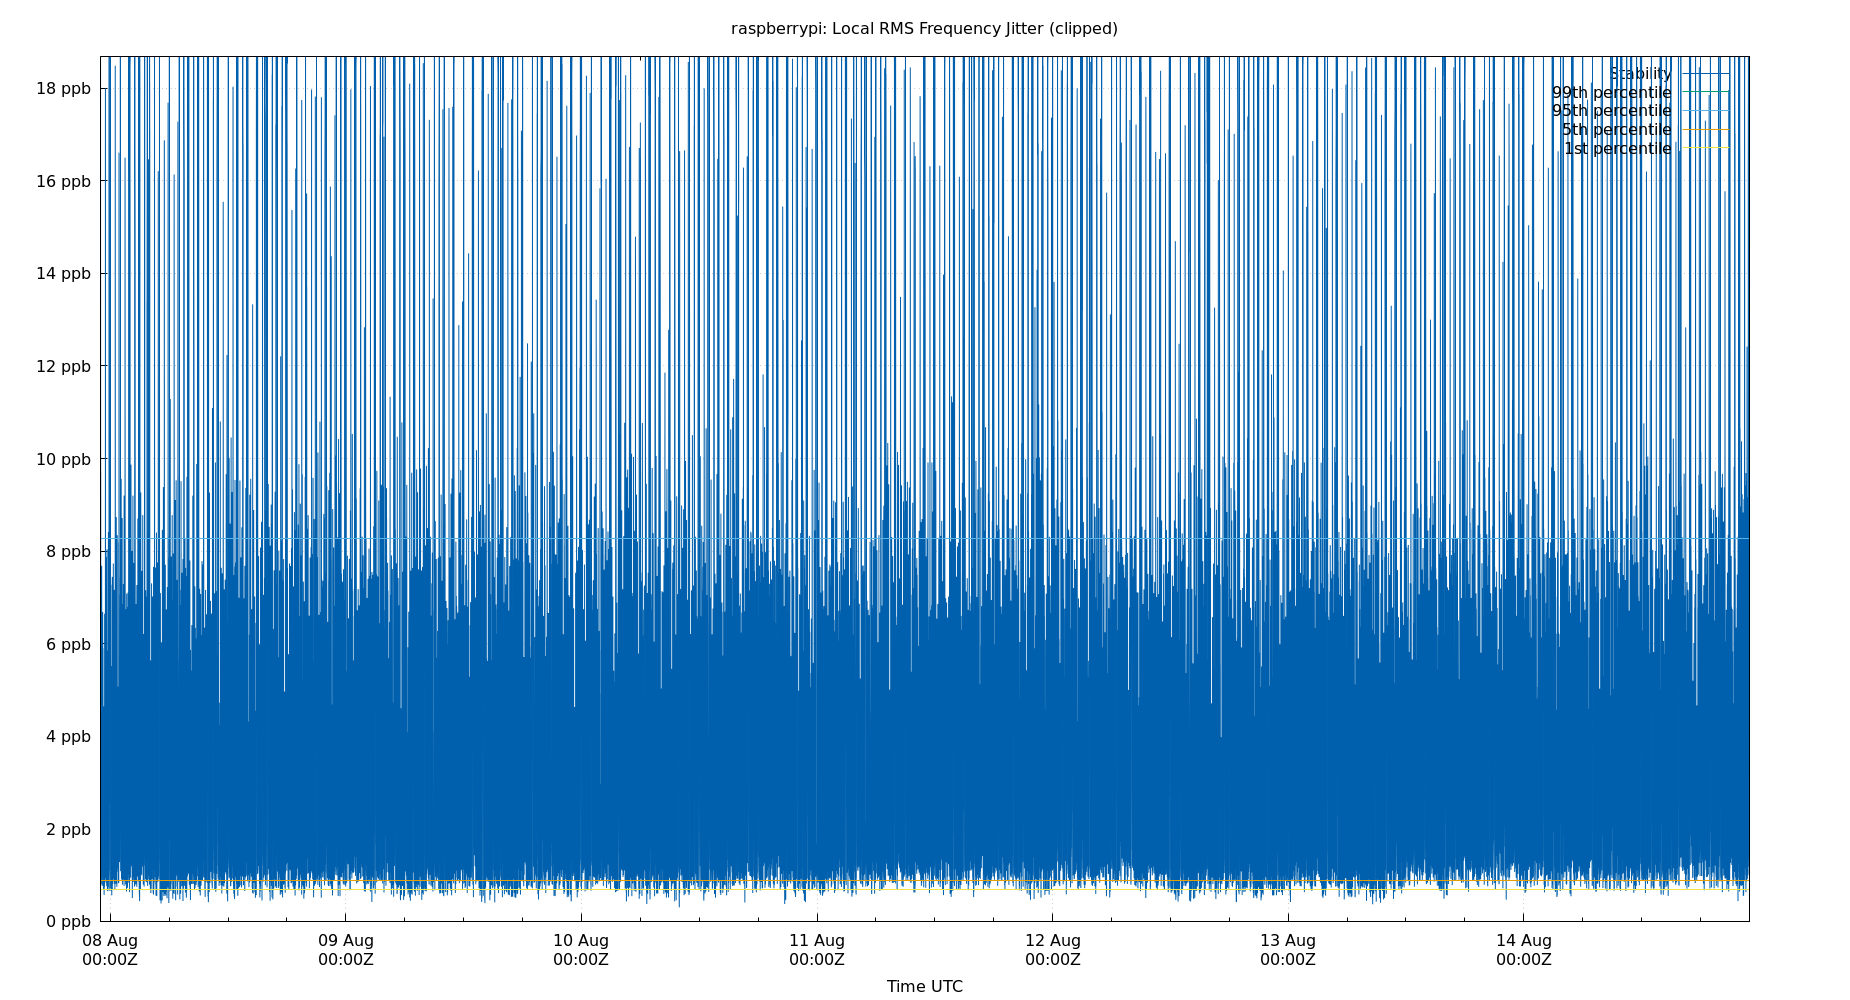 raspberrypi: Local RMS Frequency Jitter (clipped)
Stability
99th percentile
95th percentile
5th percentile
1st percentile
18 ppb
16 ppb
14 ppb
12 ppb
10 ppb
8 ppb
6 ppb
4 ppb
2 ppb
0 ppb
08 Aug 09 Aug 10 Aug 11 Aug 12 Aug 13 Aug 14 Aug
00:00Z 00:00Z 00:00Z 00:00Z 00:00Z 00:00Z 00:00Z
Time UTC